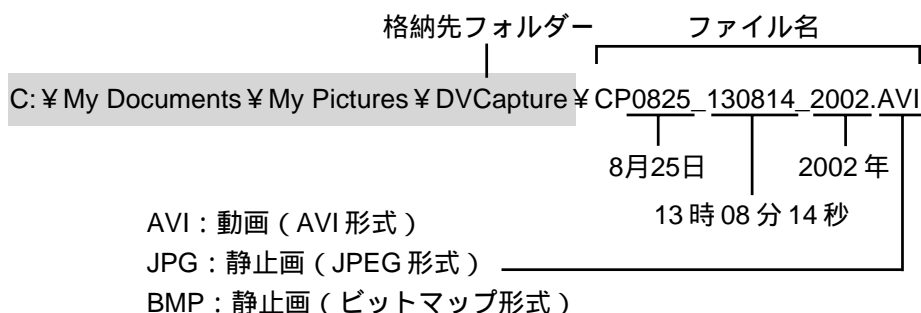 格納先フォルダー ファイル名
C:¥My Documents¥My Pictures¥DVCapture¥CP0825_130814_2002.AVI
8月25日 2002年
13時08分14秒
AVI：動画（AVI形式）
JPG：静止画（JPEG形式）
BMP：静止画（ビットマップ形式）